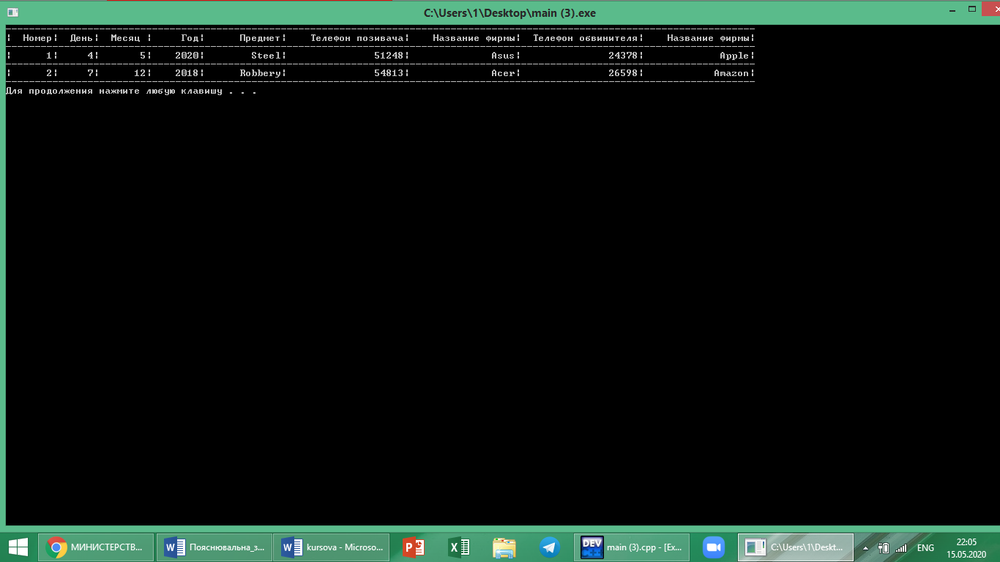 C:\Users\1\Desktop\main (3).exe
| Номер| День| Месяц | Год| Предмет| Телефон позивача| Название фирмы| Телефон обвинителя| Название фирмы|
| 1| 4| 5| 2020| Steel| 51248| Asus| 24378| Apple|
| 2| 7| 12| 2018| Robbery| 54813| Acer| 26598| Amazon|
Для продолжения нажмите любую клавишу . . .
МИНИСТЕРСТВ... Пояснювальна_з... kursova - Microso... DEV C++ main (3).cpp - [Ex... C:\Users\1\Deskt... ENG 22:05
15.05.2020